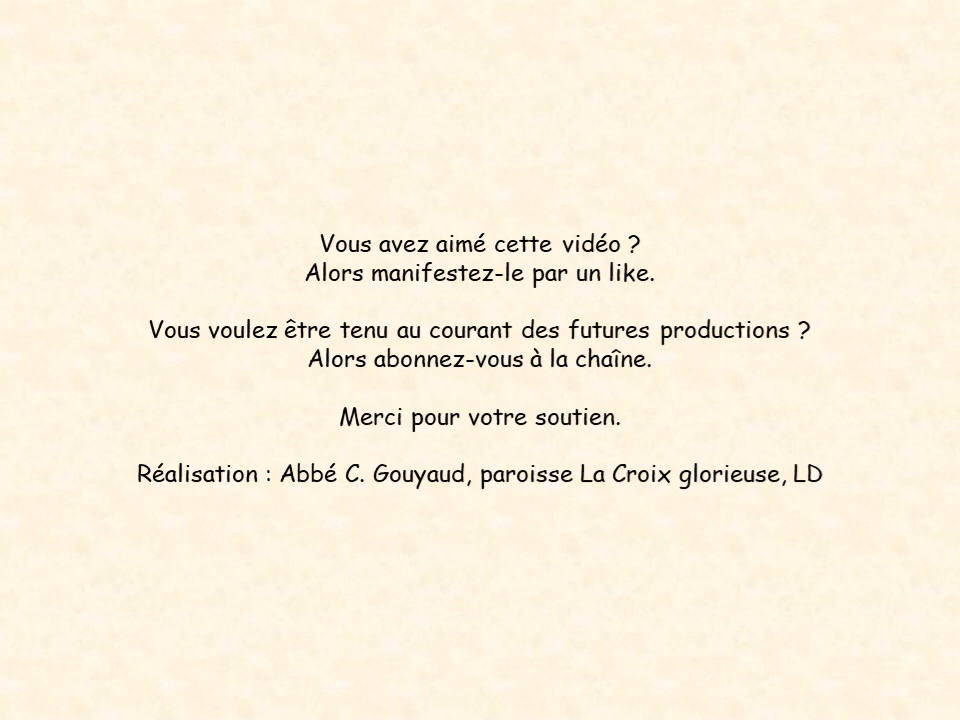 Vous avez aimé cette vidéo ?
Alors manifestez-le par un like.
Vous voulez être tenu au courant des futures productions ?
Alors abonnez-vous à la chaîne.
Merci pour votre soutien.
Réalisation : Abbé C. Gouyaud, paroisse La Croix glorieuse, LD